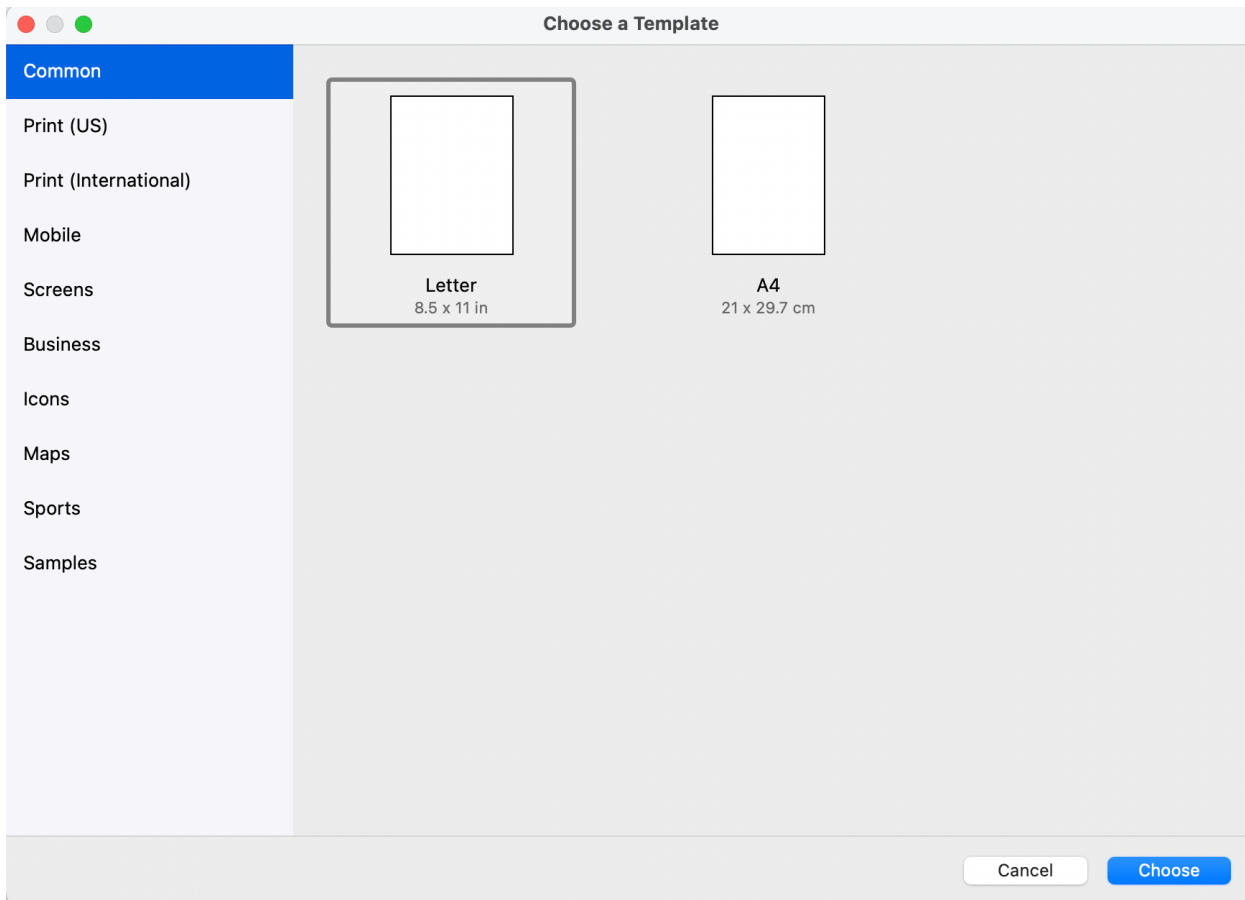 Choose a Template
Common
Print (US)
Print (International)
Mobile
Screens
Business
Icons
Maps
Sports
Samples
Letter
8.5 x 11 in
A4
21 x 29.7 cm
Cancel
Choose